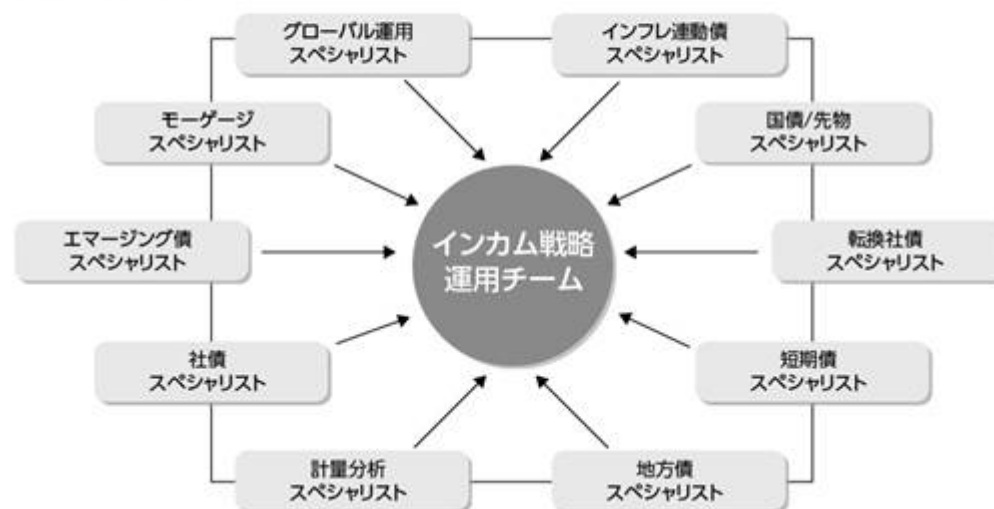 グローバル運用
スペシャリスト
インフレ連動債
スペシャリスト
モーゲージ
スペシャリスト
国債/先物
スペシャリスト
エマージング債
スペシャリスト
インカム戦略
運用チーム
転換社債
スペシャリスト
社債
スペシャリスト
短期債
スペシャリスト
計量分析
スペシャリスト
地方債
スペシャリスト